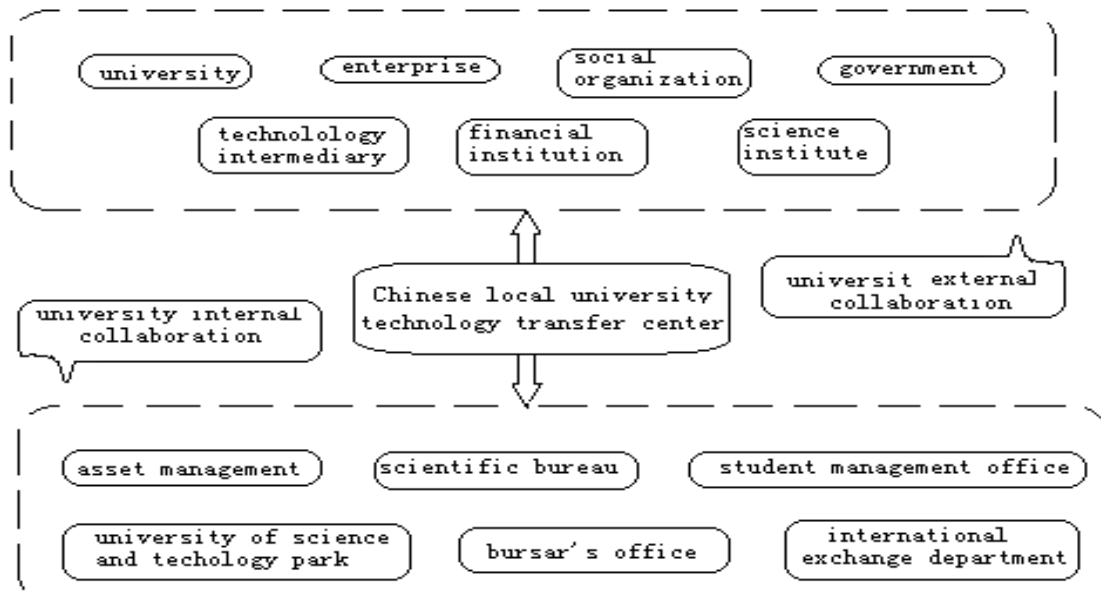 university
enterprise
social
organization
government
technolology
intermediary
financial
institution
science
institute
universit external
collaboration
Chinese local university
technology transfer center
university internal
collaboration
asset management
scientific bureau
student management office
university of science
and techology park
bursar's office
international
exchange department